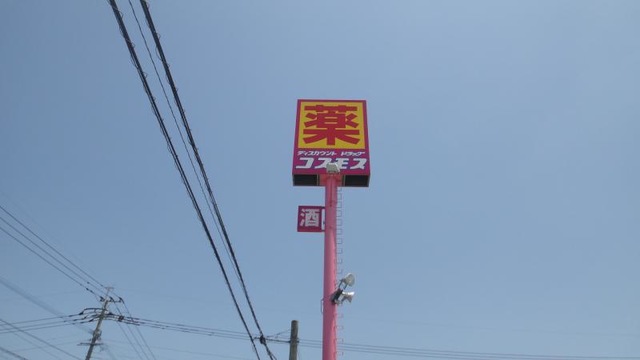 薬
ディスカウント ドラッグ
コスモス
酒